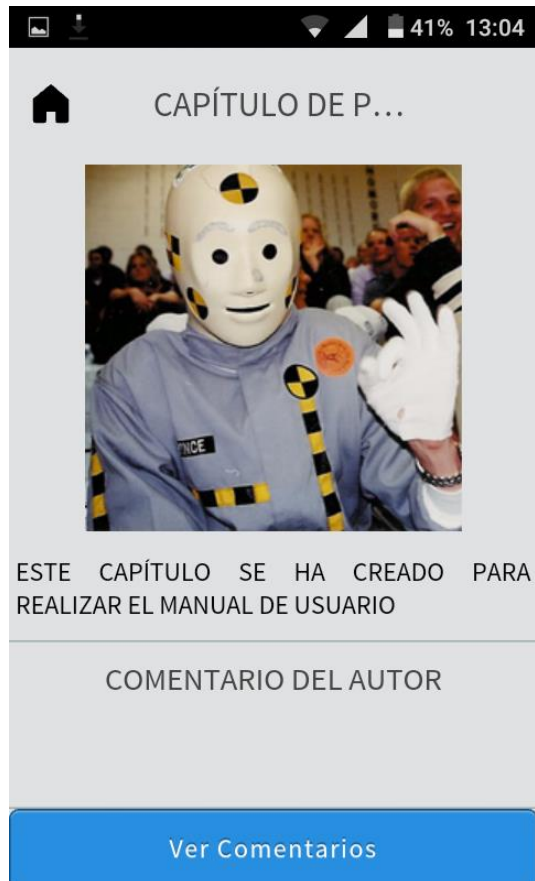 41% 13:04
CAPÍTULO DE P...
NCE
ESTE CAPÍTULO SE HA CREADO PARA
REALIZAR EL MANUAL DE USUARIO
COMENTARIO DEL AUTOR
Ver Comentarios